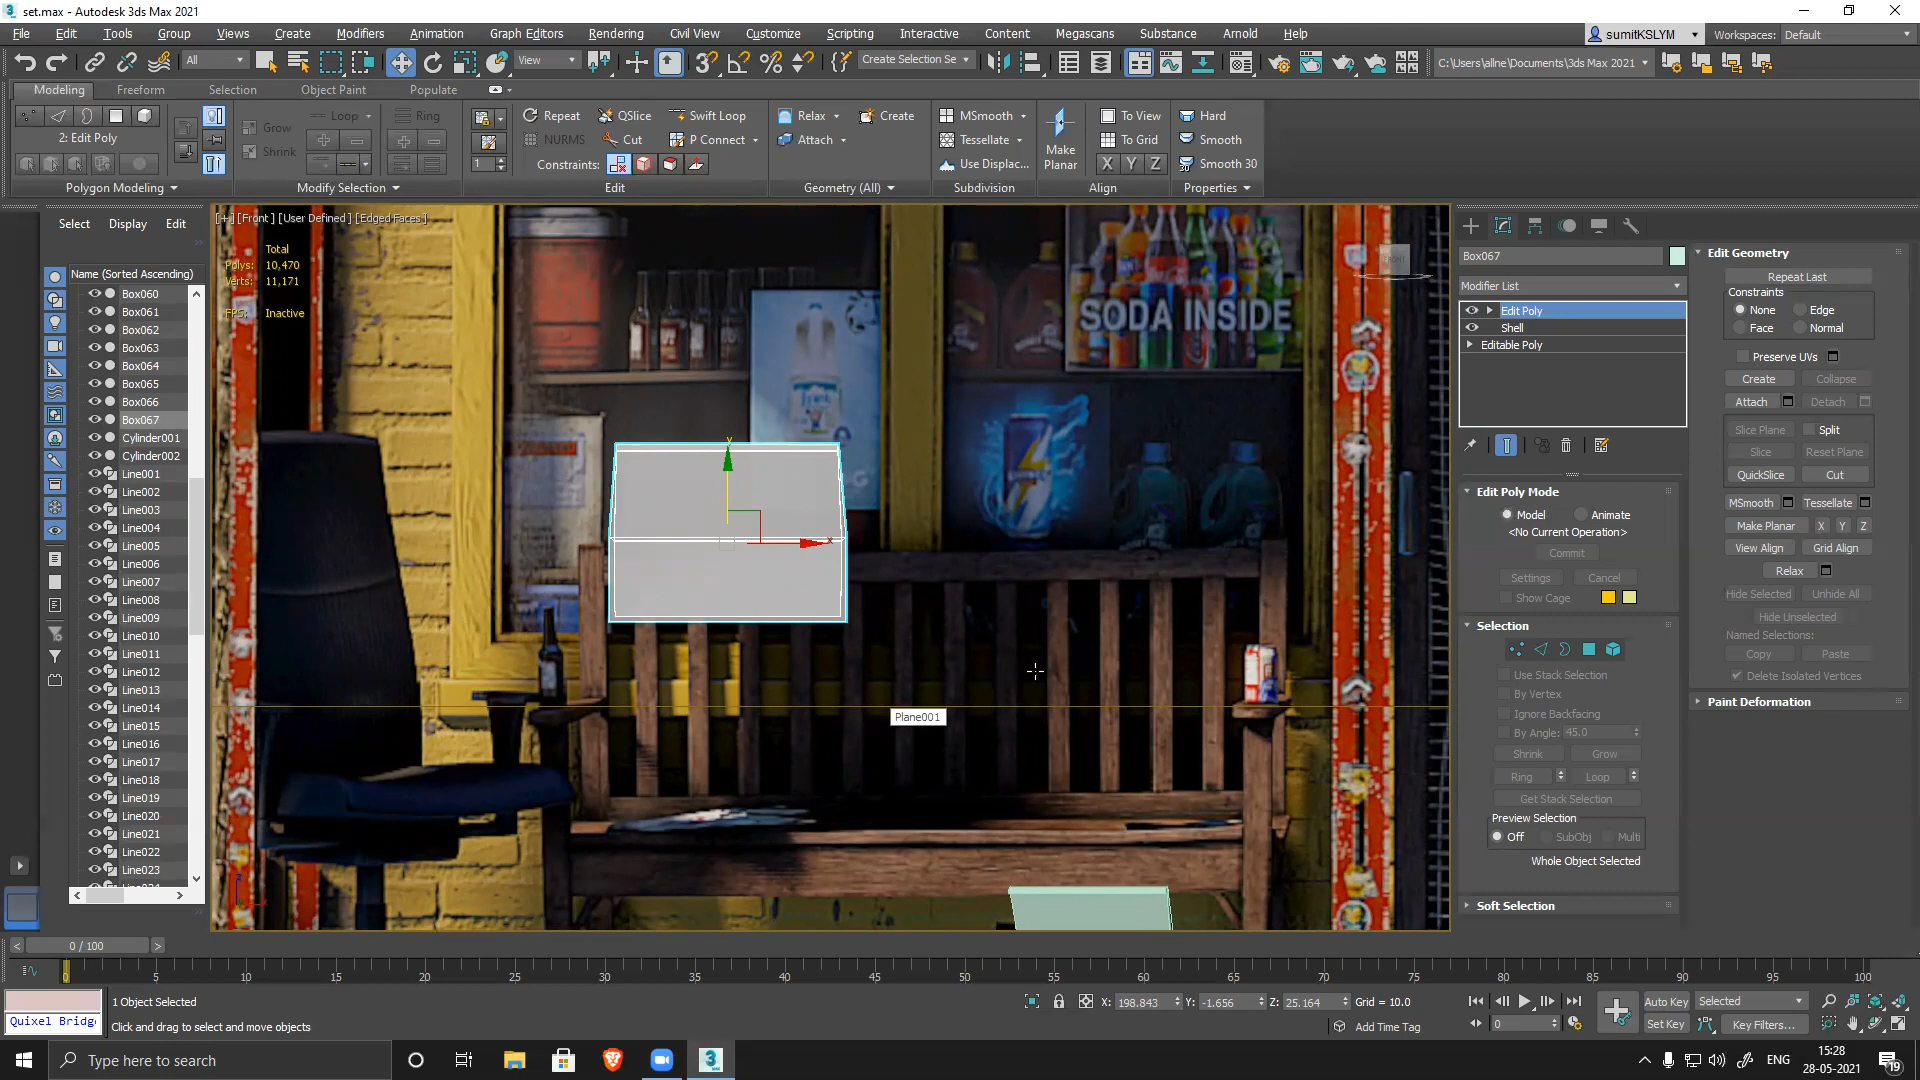 set.max - Autodesk 3ds Max 2021
File Edit Tools Group Views Create Modifiers Animation Graph Editors Rendering Civil View Customize Scripting Interactive Content Megascans Substance Arnold Help
sumitKSLYM Workspaces: Default
All View Create Selection Se C:\Users\allne\Documents\3ds Max 2021
Modeling Freeform Selection Object Paint Populate
2: Edit Poly Grow Shrink Loop Ring
Repeat QSlice Swift Loop
NURMS Cut P Connect
1 Constraints:
Relax Create
Attach
MSmooth
Tessellate
Use Displac...
Make Planar
To View
To Grid
X Y Z
Hard
Smooth
Smooth 30
Polygon Modeling Modify Selection Edit Geometry (All) Subdivision Align Properties
Select Display Edit
Name (Sorted Ascending)
Box060
Box061
Box062
Box063
Box064
Box065
Box066
Box067
Cylinder001
Cylinder002
Line001
Line002
Line003
Line004
Line005
Line006
Line007
Line008
Line009
Line010
Line011
Line012
Line013
Line014
Line015
Line016
Line017
Line018
Line019
Line020
Line021
Line022
Line023
[+] [Front ] [User Defined ] [Edged Faces ]
Total
Polys: 10,470
Verts: 11,171
FPS: Inactive
SODA INSIDE
y
x
Plane001
Box067
Modifier List
Edit Poly
Shell
Editable Poly
Edit Poly Mode
Model Animate
<No Current Operation>
Commit
Settings Cancel
Show Cage
Selection
Use Stack Selection
By Vertex
Ignore Backfacing
By Angle: 45.0
Shrink Grow
Ring Loop
Get Stack Selection
Preview Selection
Off SubObj Multi
Whole Object Selected
Soft Selection
Edit Geometry
Repeat Last
Constraints
None Edge
Face Normal
Preserve UVs
Create Collapse
Attach Detach
Slice Plane Split
Slice Reset Plane
QuickSlice Cut
MSmooth Tessellate
Make Planar X Y Z
View Align Grid Align
Relax
Hide Selected Unhide All
Hide Unselected
Named Selections:
Copy Paste
Delete Isolated Vertices
Paint Deformation
< 0 / 100 >
0 5 10 15 20 25 30 35 40 45 50 55 60 65 70 75 80 85 90 95 100
1 Object Selected
Click and drag to select and move objects
Quixel Bridg
X: 198.843 Y: -1.656 Z: 25.164 Grid = 10.0
Add Time Tag
0
Auto Key Selected
Set Key Key Filters...
Type here to search
3
ENG
15:28
28-05-2021
19